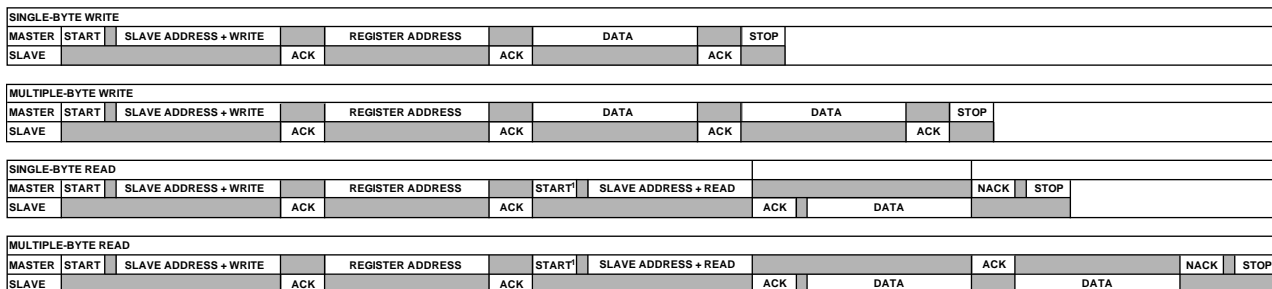 SINGLE-BYTE WRITE
MASTER START SLAVE ADDRESS + WRITE REGISTER ADDRESS DATA STOP
SLAVE ACK ACK ACK
MULTIPLE-BYTE WRITE
MASTER START SLAVE ADDRESS + WRITE REGISTER ADDRESS DATA DATA STOP
SLAVE ACK ACK ACK ACK
SINGLE-BYTE READ
MASTER START SLAVE ADDRESS + WRITE REGISTER ADDRESS START¹ SLAVE ADDRESS + READ NACK STOP
SLAVE ACK ACK ACK DATA
MULTIPLE-BYTE READ
MASTER START SLAVE ADDRESS + WRITE REGISTER ADDRESS START¹ SLAVE ADDRESS + READ ACK NACK STOP
SLAVE ACK ACK ACK DATA DATA